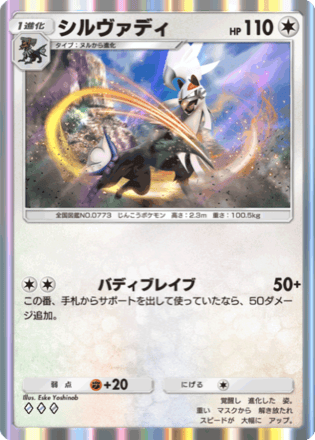 1進化
シルヴァディ
HP 110
タイプ：ヌルから進化
全国図鑑NO.0773 じんこうポケモン 高さ：2.3m 重さ：100.5kg
バディブレイブ 50+
この番、手札からサポートを出して使っていたなら、50ダメ
ージ追加。
弱点 +20 にげる
Illus. Eske Yoshinob
覚醒し 進化した 姿。
重い マスクから 解き放たれ
スピードが 大幅に アップ。